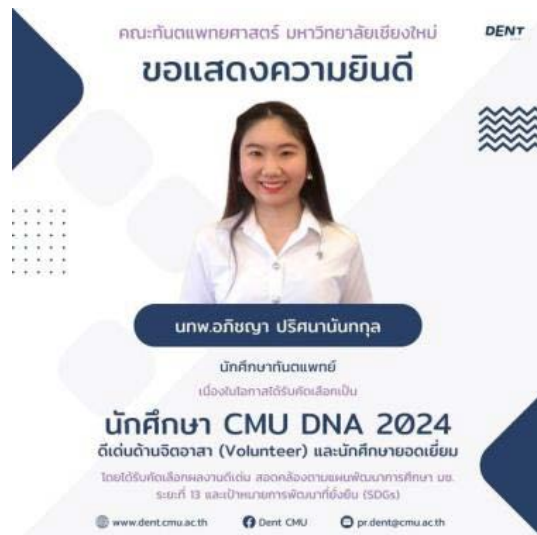 คณะทันตแพทยศาสตร์ มหาวิทยาลัยเชียงใหม่
DENT
ขอแสดงความยินดี
นทพ.อภิชญา ปริศนานันทกุล
นักศึกษาทันตแพทย์
เนื่องในโอกาสได้รับคัดเลือกเป็น
นักศึกษา CMU DNA 2024
ดีเด่นด้านจิตอาสา (Volunteer) และนักศึกษายอดเยี่ยม
โดยได้รับคัดเลือกผลงานดีเด่น สอดคล้องตามแผนพัฒนาการศึกษา มช.
ระยะที่ 13 และเป้าหมายการพัฒนาที่ยั่งยืน (SDGs)
www.dent.cmu.ac.th Dent CMU pr.dent@cmu.ac.th